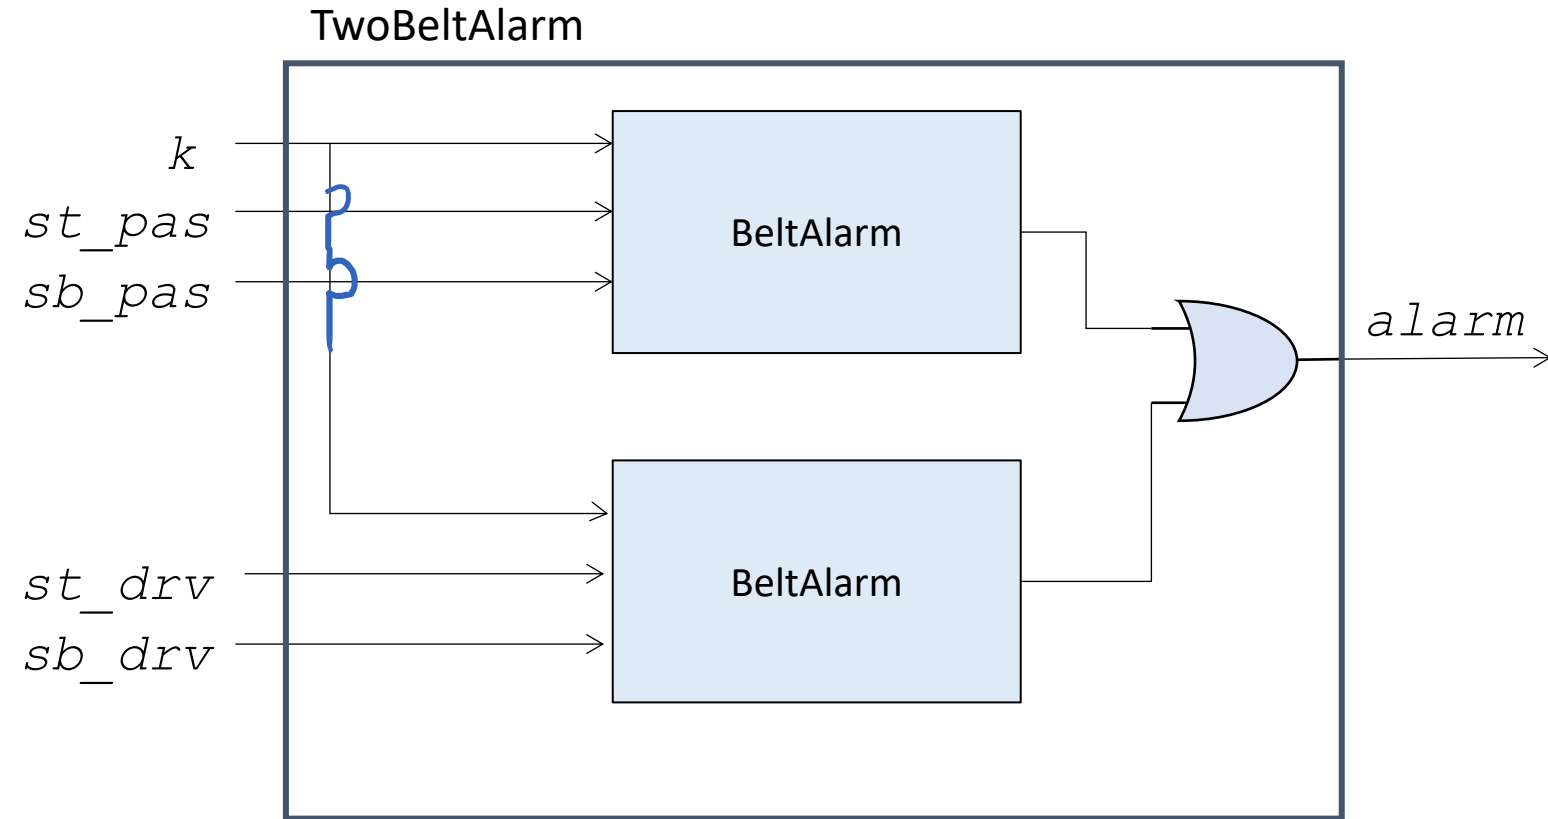 TwoBeltAlarm
k
st_pas
BeltAlarm
sb_pas
alarm
st_drv
BeltAlarm
sb_drv